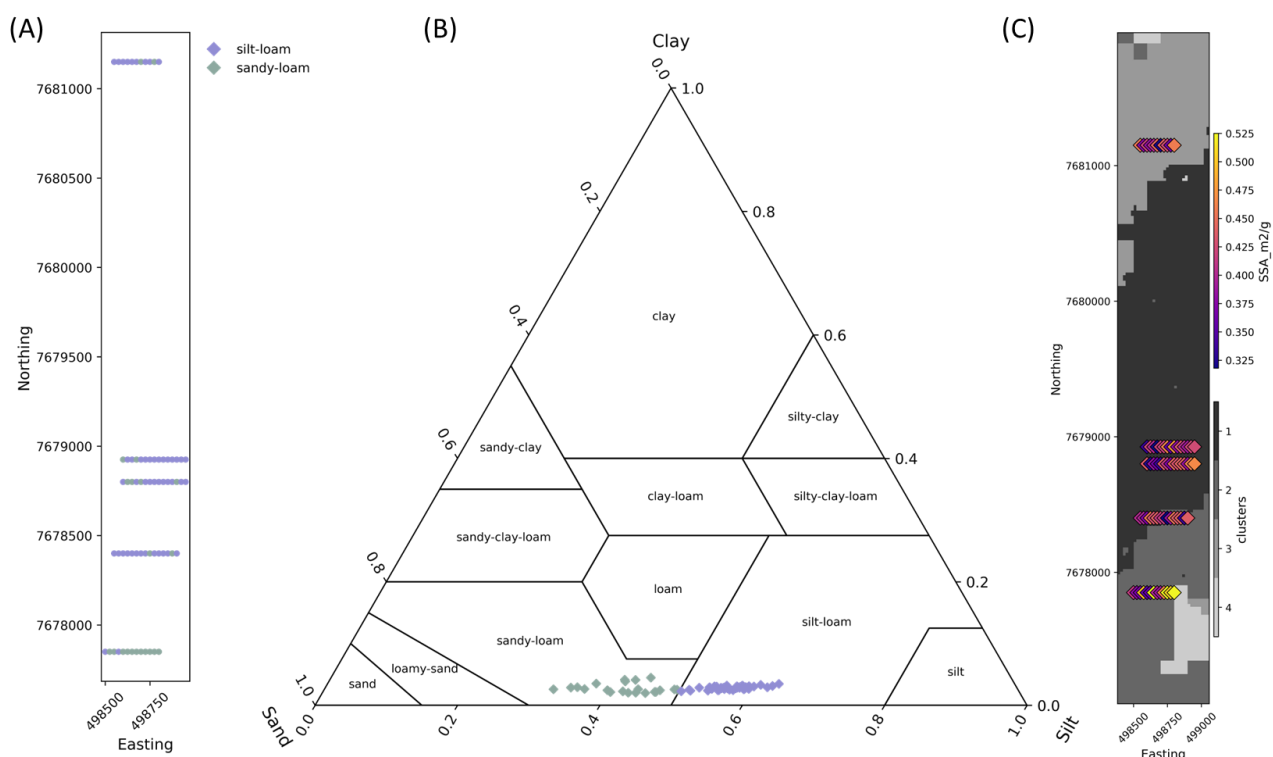 (A)
7681000
7680500
7680000
7679500
7679000
7678500
7678000
Northing
498500
498750
Easting
silt-loam
sandy-loam
(B)
Clay
0.0
0.2
0.4
0.6
0.8
1.0
1.0
0.8
0.6
0.4
0.2
0.0
0.0
0.2
0.4
0.6
0.8
1.0
Sand
Silt
clay
silty-clay
sandy-clay
clay-loam
silty-clay-loam
sandy-clay-loam
loam
silt-loam
sandy-loam
loamy-sand
sand
silt
(C)
7681000
7680000
7679000
7678000
Northing
498500
498750
499000
Easting
0.525
0.500
0.475
0.450
0.425
0.400
0.375
0.350
0.325
SSA_m2/g
1
2
3
4
clusters